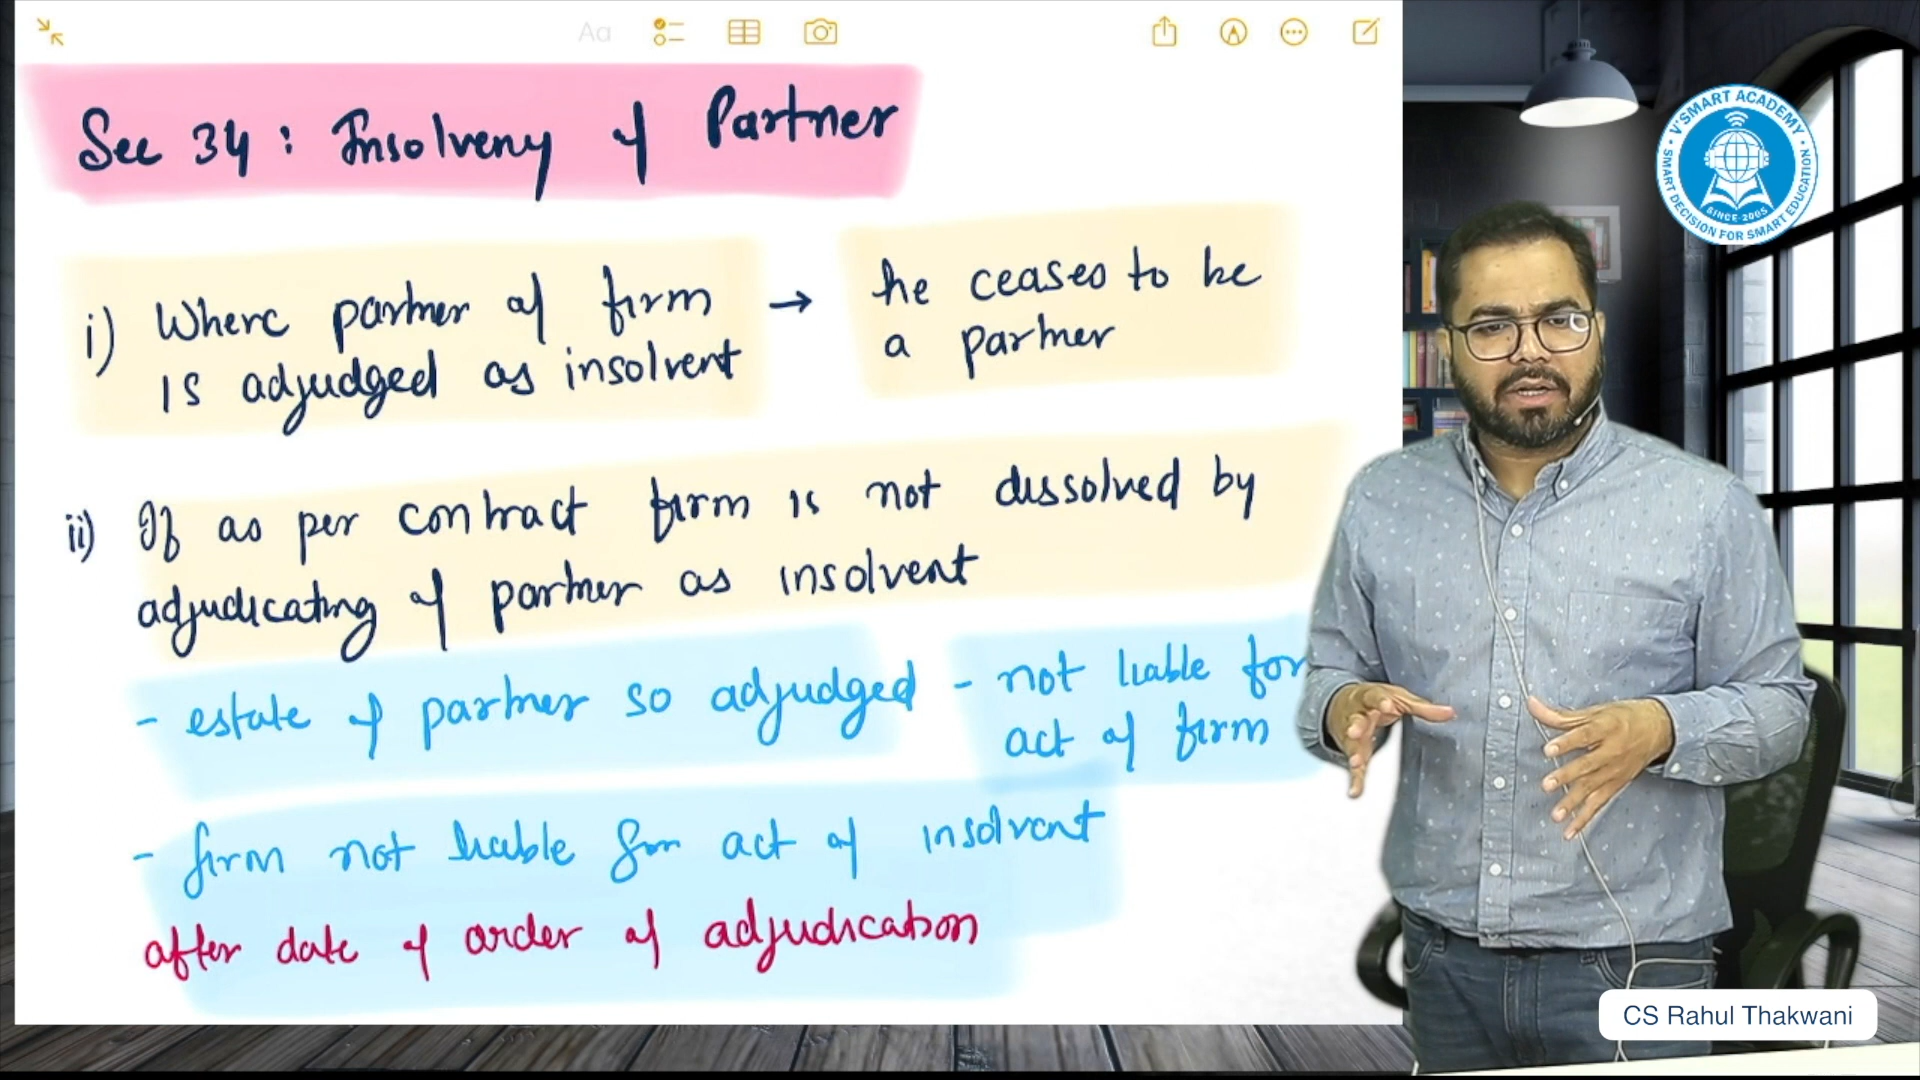 Aa
Sec 34 : Insolveny of Partner
i) Where partner of firm → he ceases to be
is adjudged as insolvent a partner
ii) If as per contract firm is not dissolved by
adjudicating of partner as insolvent
- estate of partner so adjudged - not liable for
act of firm
- firm not liable for act of insolvent
after date of order of adjudication
V'SMART ACADEMY
SINCE-2005
SMART DECISION FOR SMART EDUCATION
CS Rahul Thakwani